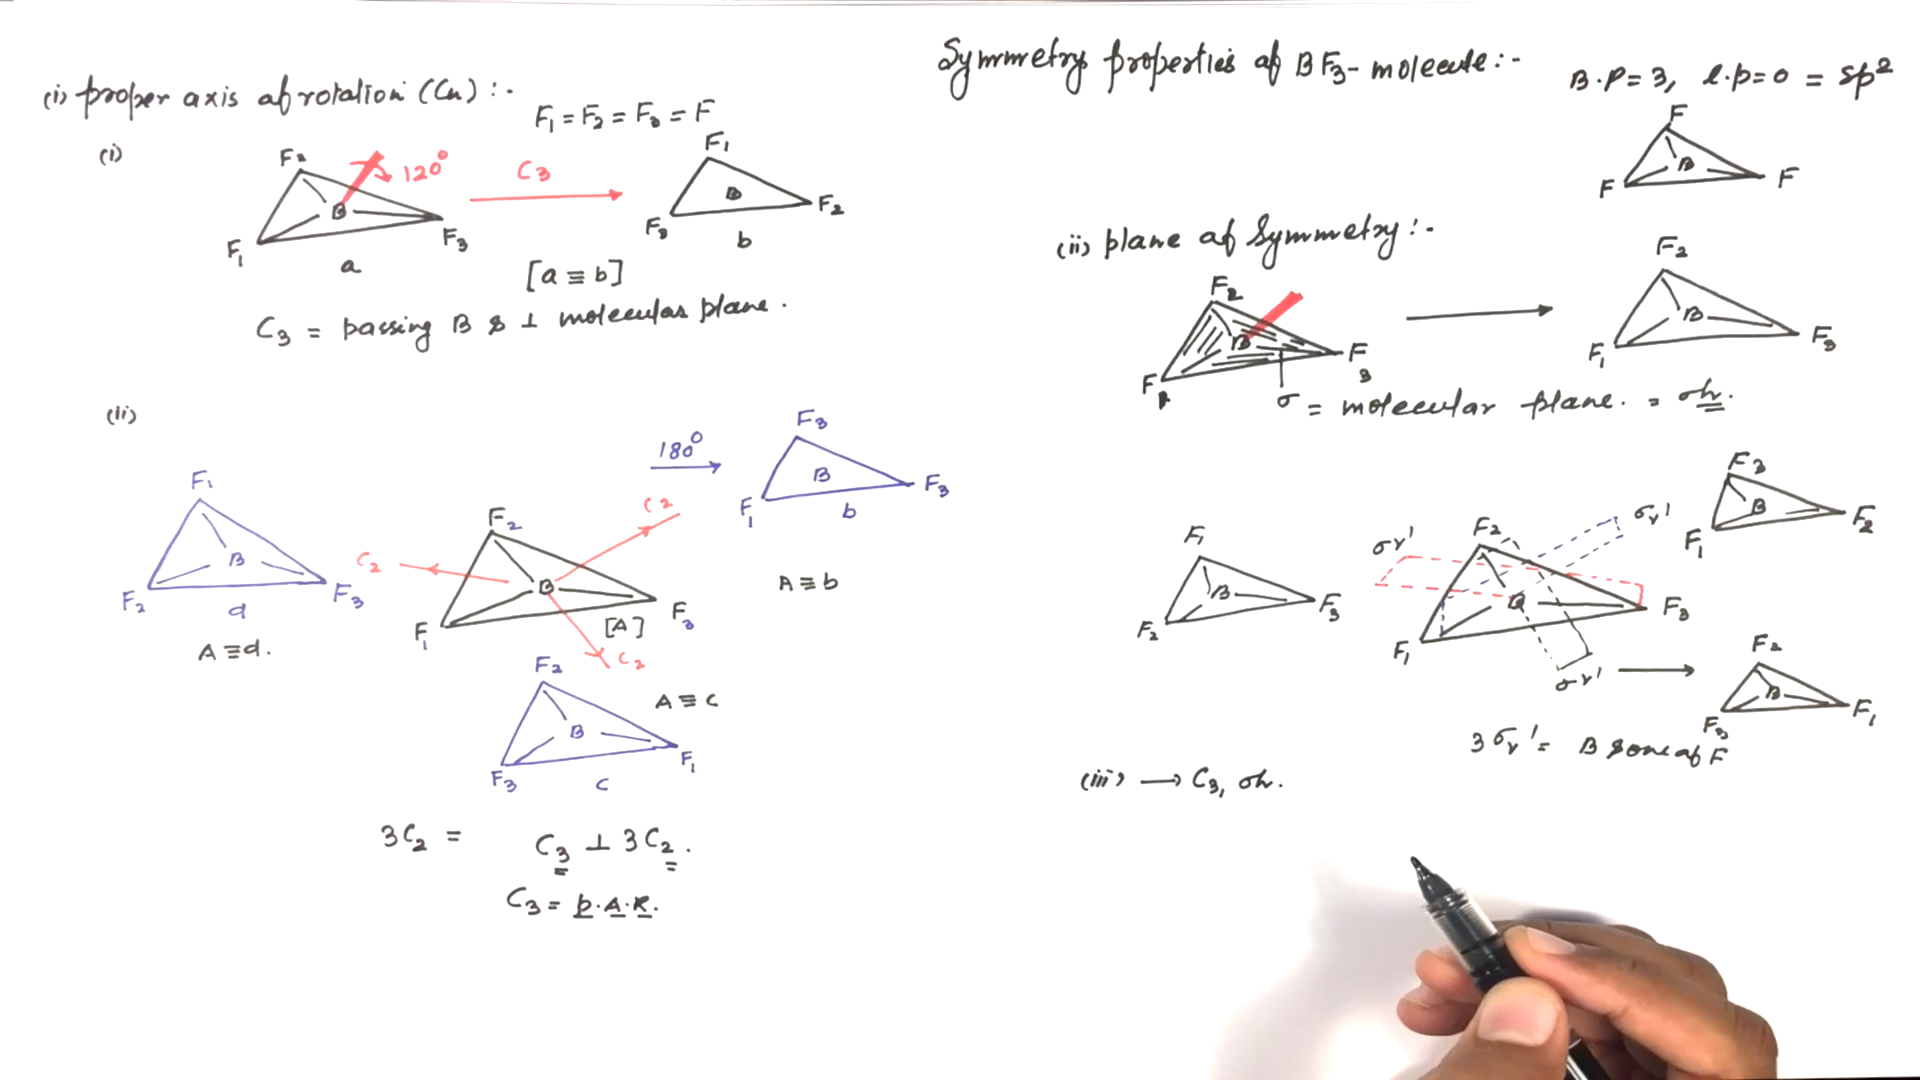 Symmetry properties of BF3 - molecule :-
B.P = 3, l.p = 0 = sp²
F
B
F F
(i) proper axis of rotation (Cn) :-
F1 = F2 = F3 = F
(i)
F2
120°
B
F1
F3
a
C3
F1
B
F3
F2
b
[a ≡ b]
C3 = passing B & ⊥ molecular plane.
(ii)
F1
B
F2
F3
d
A ≡ d.
C2
F2
B
F1
F3
[A]
C2
C2
180°
F3
B
F1
F3
b
A ≡ b
F2
B
F3
F1
c
A ≡ c
3C2 =
C3 ⊥ 3C2.
C3 = p.A.R.
(ii) plane of Symmetry :-
F2
B
F1
F3
σ = molecular plane. = σh.
F2
B
F1
F3
F1
B
F2
F3
σv'
F2
B
F1
F3
σv'
σv'
F3
B
F1
F2
F2
B
F3
F1
3σv' = B & one of F
(iii) → C3, σh.